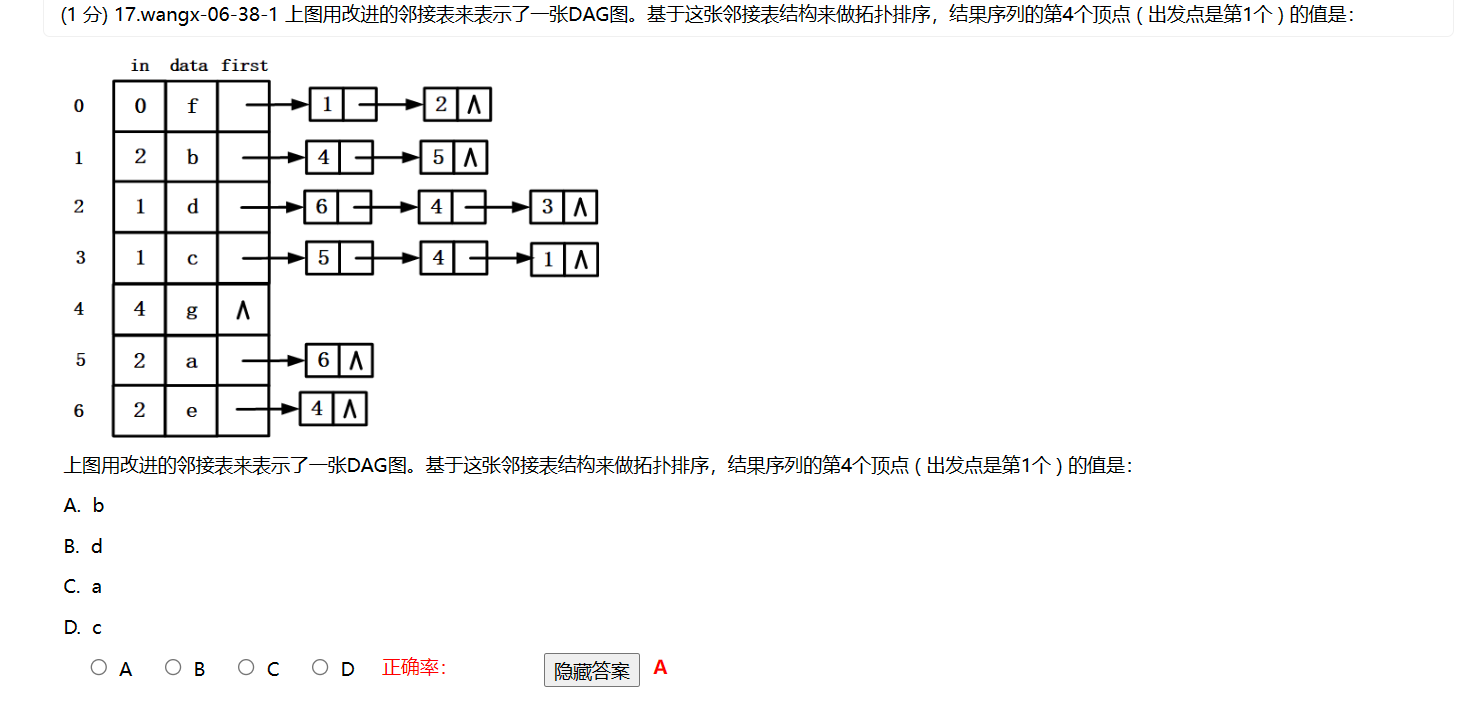 (1 分) 17.wangx-06-38-1 上图用改进的邻接表来表示了一张DAG图。基于这张邻接表结构来做拓扑排序，结果序列的第4个顶点 ( 出发点是第1个 ) 的值是：
in data first
0 0 f 1 2 ∧
1 2 b 4 5 ∧
2 1 d 6 4 3 ∧
3 1 c 5 4 1 ∧
4 4 g ∧
5 2 a 6 ∧
6 2 e 4 ∧
上图用改进的邻接表来表示了一张DAG图。基于这张邻接表结构来做拓扑排序，结果序列的第4个顶点 ( 出发点是第1个 ) 的值是：
A. b
B. d
C. a
D. c
A B C D 正确率： 隐藏答案 A